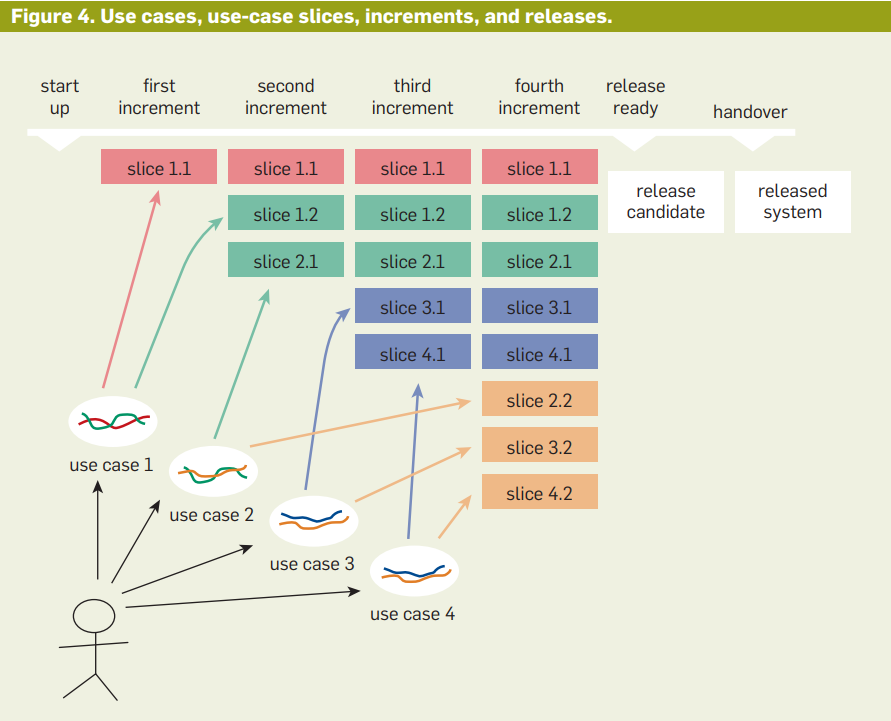 Figure 4. Use cases, use-case slices, increments, and releases.
start
up
first
increment
second
increment
third
increment
fourth
increment
release
ready
handover
slice 1.1
slice 1.1
slice 1.1
slice 1.1
release
candidate
released
system
slice 1.2
slice 1.2
slice 1.2
slice 2.1
slice 2.1
slice 2.1
slice 3.1
slice 3.1
slice 4.1
slice 4.1
slice 2.2
slice 3.2
slice 4.2
use case 1
use case 2
use case 3
use case 4